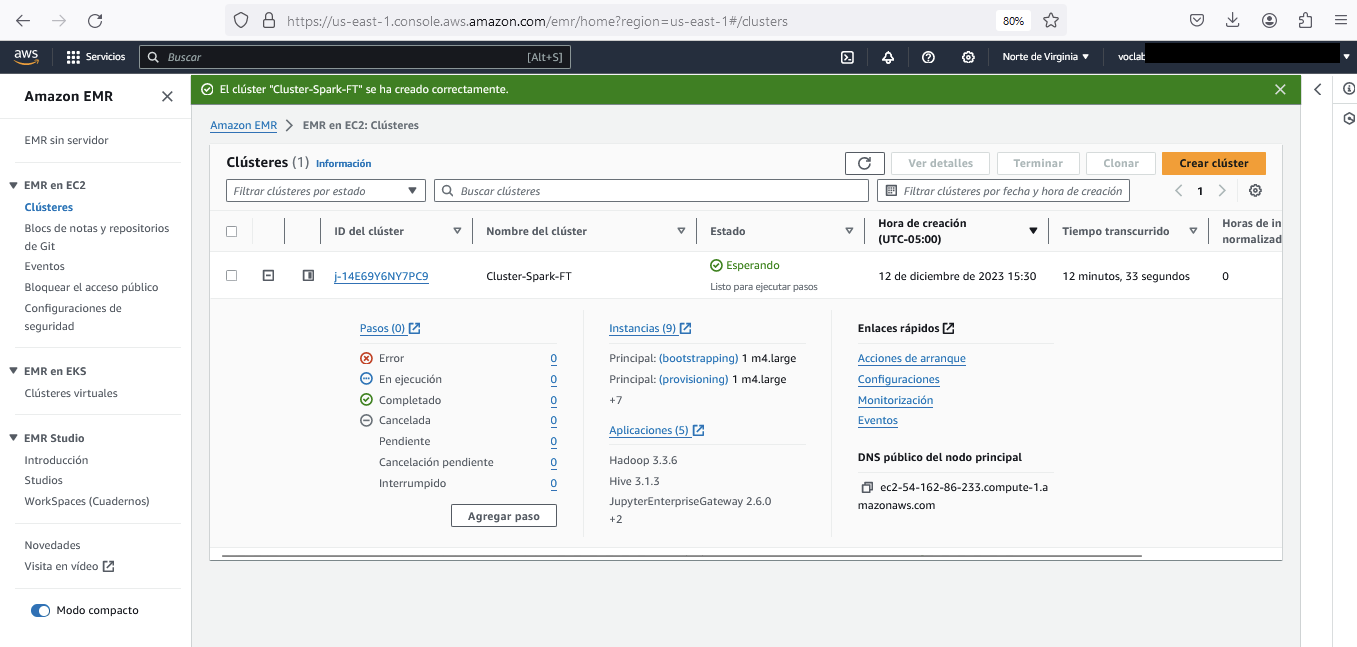 https://us-east-1.console.aws.amazon.com/emr/home?region=us-east-1#/clusters
80%
aws
Servicios
Buscar
[Alt+S]
Norte de Virginia
voclab
Amazon EMR
EMR sin servidor
EMR en EC2
Clústeres
Blocs de notas y repositorios
de Git
Eventos
Bloquear el acceso público
Configuraciones de
seguridad
EMR en EKS
Clústeres virtuales
EMR Studio
Introducción
Studios
WorkSpaces (Cuadernos)
Novedades
Visita en vídeo
Modo compacto
El clúster "Cluster-Spark-FT" se ha creado correctamente.
Amazon EMR
EMR en EC2: Clústeres
Clústeres (1) Información
Ver detalles
Terminar
Clonar
Crear clúster
Filtrar clústeres por estado
Buscar clústeres
Filtrar clústeres por fecha y hora de creación
1
ID del clúster
Nombre del clúster
Estado
Hora de creación
(UTC-05:00)
Tiempo transcurrido
Horas de in
normalizad
j-14E69Y6NY7PC9
Cluster-Spark-FT
Esperando
Listo para ejecutar pasos
12 de diciembre de 2023 15:30
12 minutos, 33 segundos
0
Pasos (0)
Error 0
En ejecución 0
Completado 0
Cancelada 0
Pendiente 0
Cancelación pendiente 0
Interrumpido 0
Agregar paso
Instancias (9)
Principal: (bootstrapping) 1 m4.large
Principal: (provisioning) 1 m4.large
+7
Aplicaciones (5)
Hadoop 3.3.6
Hive 3.1.3
JupyterEnterpriseGateway 2.6.0
+2
Enlaces rápidos
Acciones de arranque
Configuraciones
Monitorización
Eventos
DNS público del nodo principal
ec2-54-162-86-233.compute-1.a
mazonaws.com